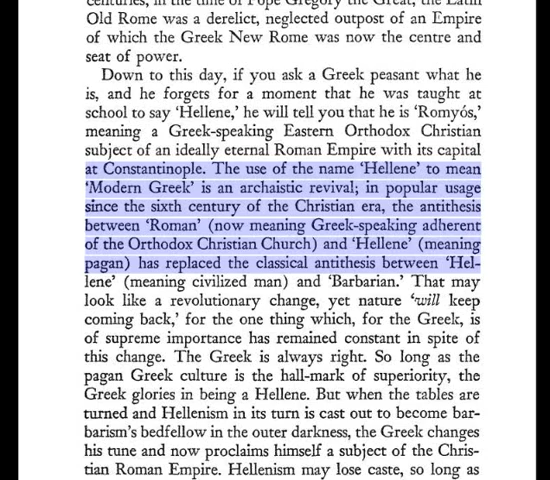 centuries, in the time of Pope Gregory the Great, the Latin
Old Rome was a derelict, neglected outpost of an Empire
of which the Greek New Rome was now the centre and
seat of power.
Down to this day, if you ask a Greek peasant what he
is, and he forgets for a moment that he was taught at
school to say ‘Hellene,’ he will tell you that he is ‘Romyós,’
meaning a Greek-speaking Eastern Orthodox Christian
subject of an ideally eternal Roman Empire with its capital
at Constantinople. The use of the name ‘Hellene’ to mean
‘Modern Greek’ is an archaistic revival; in popular usage
since the sixth century of the Christian era, the antithesis
between ‘Roman’ (now meaning Greek-speaking adherent
of the Orthodox Christian Church) and ‘Hellene’ (meaning
pagan) has replaced the classical antithesis between ‘Hel-
lene’ (meaning civilized man) and ‘Barbarian.’ That may
look like a revolutionary change, yet nature ‘will keep
coming back,’ for the one thing which, for the Greek, is
of supreme importance has remained constant in spite of
this change. The Greek is always right. So long as the
pagan Greek culture is the hall-mark of superiority, the
Greek glories in being a Hellene. But when the tables are
turned and Hellenism in its turn is cast out to become bar-
barism's bedfellow in the outer darkness, the Greek changes
his tune and now proclaims himself a subject of the Chris-
tian Roman Empire. Hellenism may lose caste, so long as